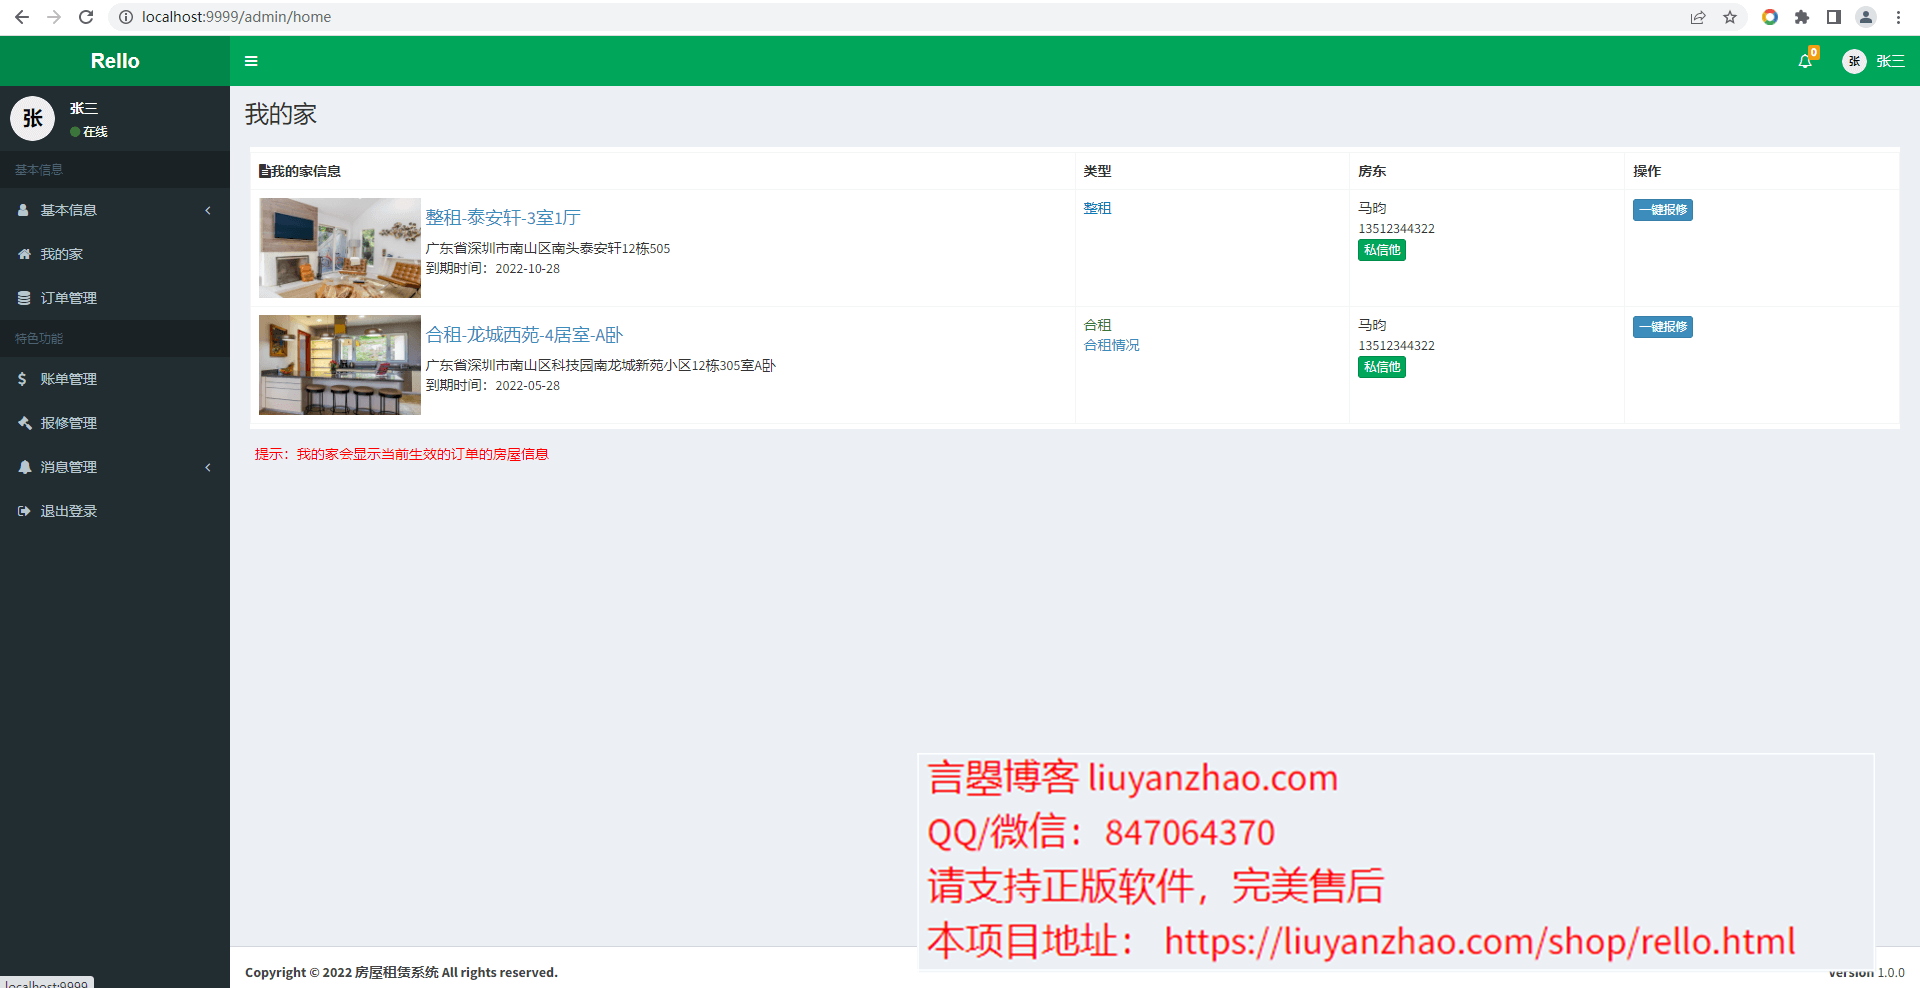 localhost:9999/admin/home
Rello
0
张 张三
张
张三
在线
基本信息
基本信息
我的家
订单管理
特色功能
账单管理
报修管理
消息管理
退出登录
我的家
我的家信息 类型 房东 操作
整租-泰安轩-3室1厅
广东省深圳市南山区南头泰安轩12栋505
到期时间：2022-10-28
整租
马昀
13512344322
私信他
一键报修
合租-龙城西苑-4居室-A卧
广东省深圳市南山区科技园南龙城新苑小区12栋305室A卧
到期时间：2022-05-28
合租
合租情况
马昀
13512344322
私信他
一键报修
提示：我的家会显示当前生效的订单的房屋信息
言曌博客 liuyanzhao.com
QQ/微信：847064370
请支持正版软件，完美售后
本项目地址： https://liuyanzhao.com/shop/rello.html
Copyright © 2022 房屋租赁系统 All rights reserved.
Version 1.0.0
localhost:9999